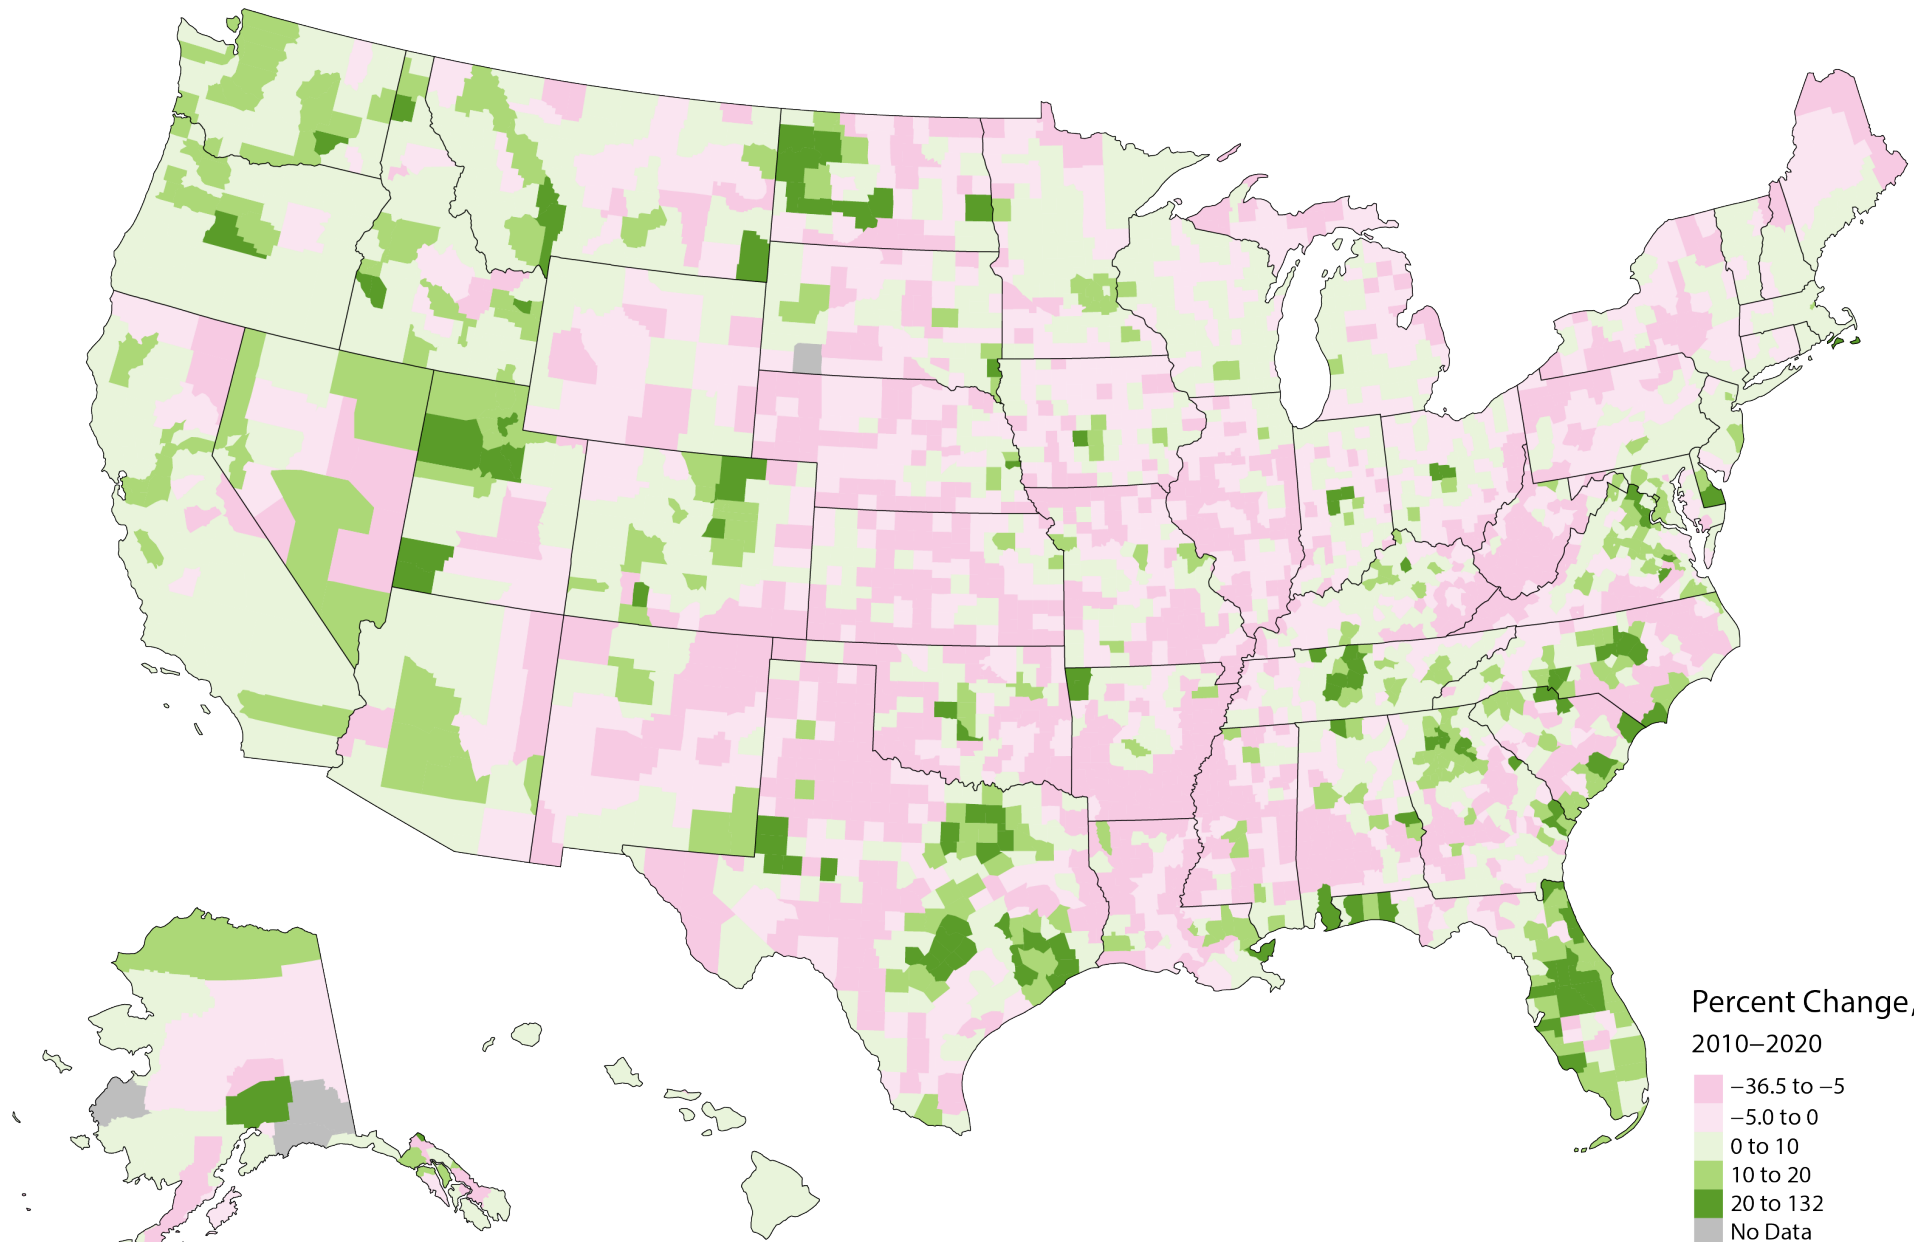 Percent Change,
2010–2020
−36.5 to −5
−5.0 to 0
0 to 10
10 to 20
20 to 132
No Data